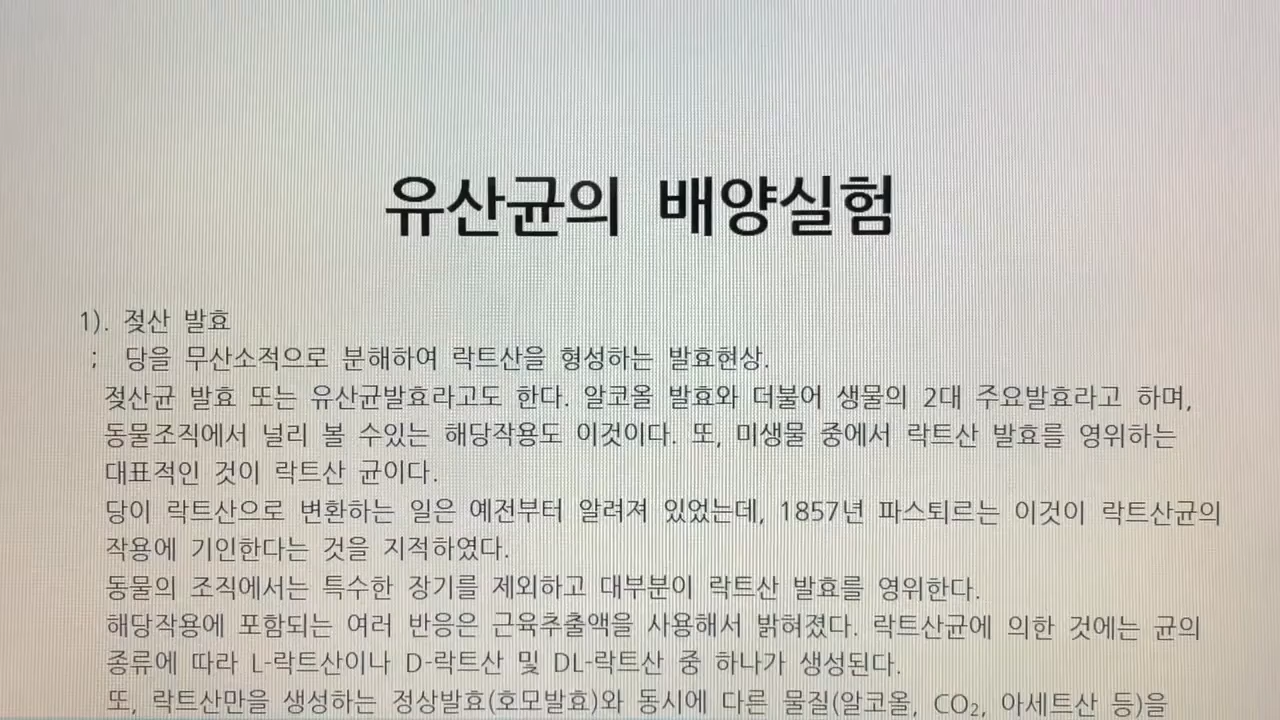 유산균의 배양실험
1). 젖산 발효
; 당을 무산소적으로 분해하여 락트산을 형성하는 발효현상.
젖산균 발효 또는 유산균발효라고도 한다. 알코올 발효와 더불어 생물의 2대 주요발효라고 하며,
동물조직에서 널리 볼 수있는 해당작용도 이것이다. 또, 미생물 중에서 락트산 발효를 영위하는
대표적인 것이 락트산 균이다.
당이 락트산으로 변환하는 일은 예전부터 알려져 있었는데, 1857년 파스퇴르는 이것이 락트산균의
작용에 기인한다는 것을 지적하였다.
동물의 조직에서는 특수한 장기를 제외하고 대부분이 락트산 발효를 영위한다.
해당작용에 포함되는 여러 반응은 근육추출액을 사용해서 밝혀졌다. 락트산균에 의한 것에는 균의
종류에 따라 L-락트산이나 D-락트산 및 DL-락트산 중 하나가 생성된다.
또, 락트산만을 생성하는 정상발효(호모발효)와 동시에 다른 물질(알코올, CO₂, 아세트산 등)을